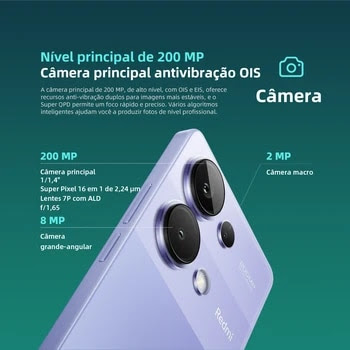 Nível principal de 200 MP
Câmera principal antivibração OIS
A câmera principal de 200 MP, de alto nível, com OIS e EIS, oferece
recursos anti-vibração duplos para imagens mais estáveis, e o
Super QPD permite um foco rápido e preciso. Vários algoritmos
inteligentes ajudam você a produzir fotos de nível profissional.
Câmera
200 MP
Câmera principal
1/1,4"
Super Pixel 16 em 1 de 2,24 μm
Lentes 7P com ALD
f/1,65
8 MP
Câmera
grande-angular
2 MP
Câmera macro
Redmi